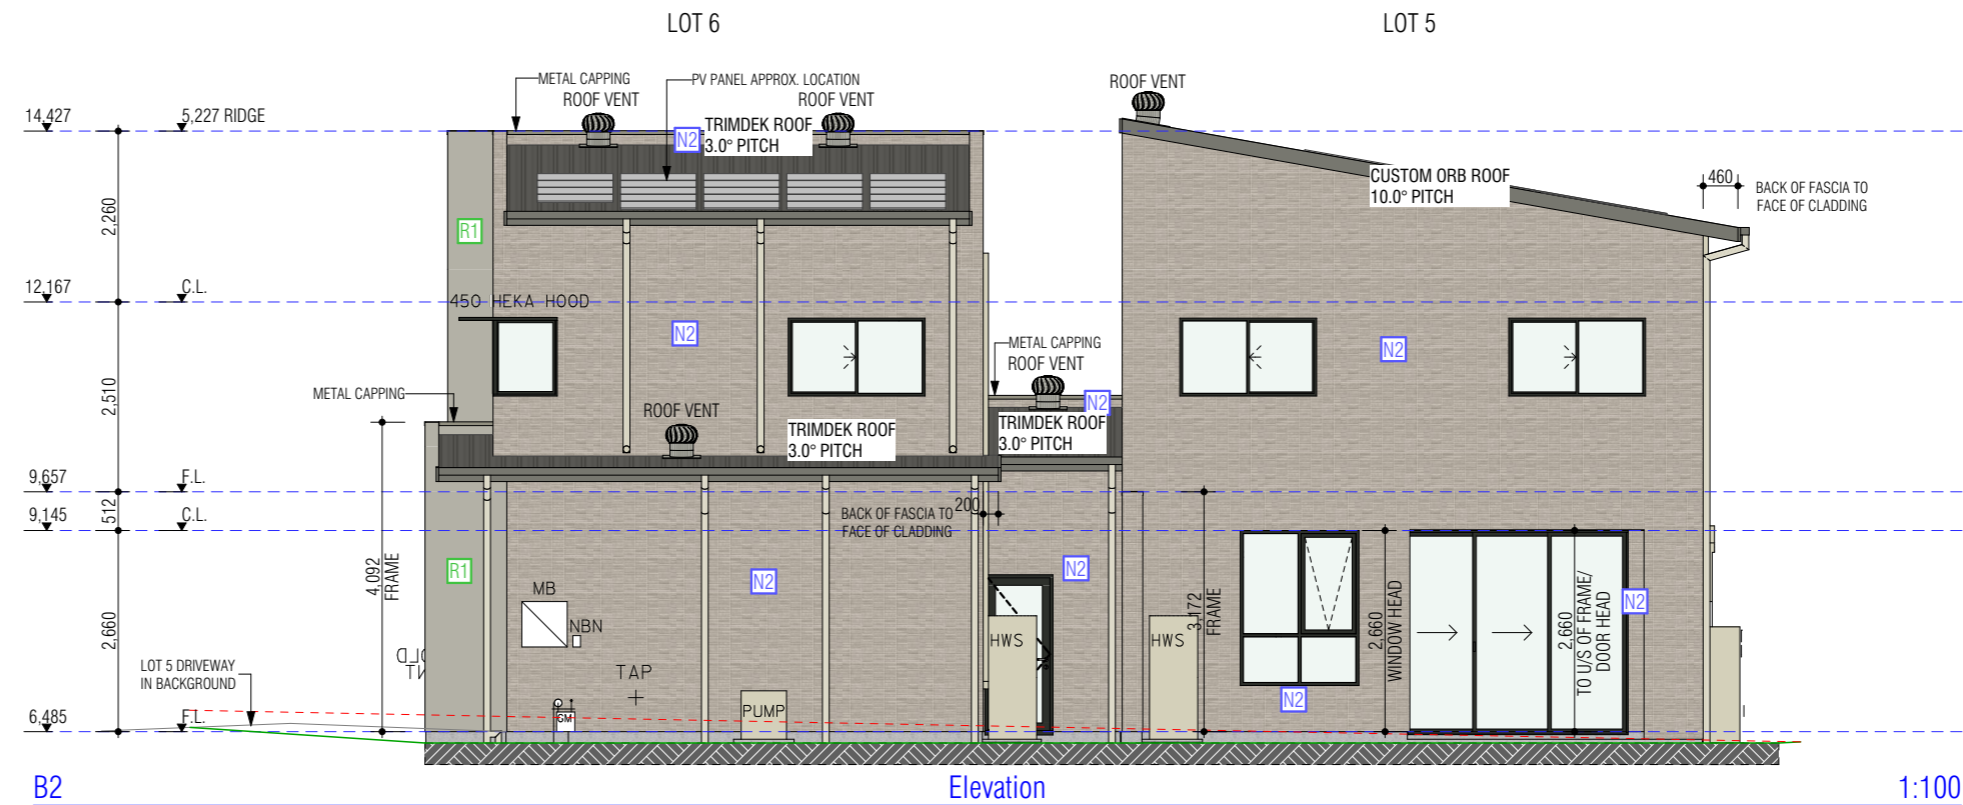 LOT 6
LOT 5
METAL CAPPING
ROOF VENT
PV PANEL APPROX. LOCATION
ROOF VENT
ROOF VENT
14,427
5,227 RIDGE
N2
TRIMDEK ROOF
3.0° PITCH
CUSTOM ORB ROOF
10.0° PITCH
460
BACK OF FASCIA TO
FACE OF CLADDING
2,260
R1
12,167
C.L.
450 HEKA HOOD
N2
N2
METAL CAPPING
ROOF VENT
2,510
METAL CAPPING
ROOF VENT
N2
TRIMDEK ROOF
3.0° PITCH
TRIMDEK ROOF
3.0° PITCH
9,657
F.L.
512
200
BACK OF FASCIA TO
FACE OF CLADDING
9,145
C.L.
4,092
FRAME
R1
N2
N2
MB
NBN
3,172
FRAME
2,660
WINDOW HEAD
2,660
TO U/S OF FRAME/
DOOR HEAD
N2
2,660
HWS
HWS
TAP
LOT 5 DRIVEWAY
IN BACKGROUND
N2
PUMP
GM
6,485
F.L.
B2
Elevation
1:100